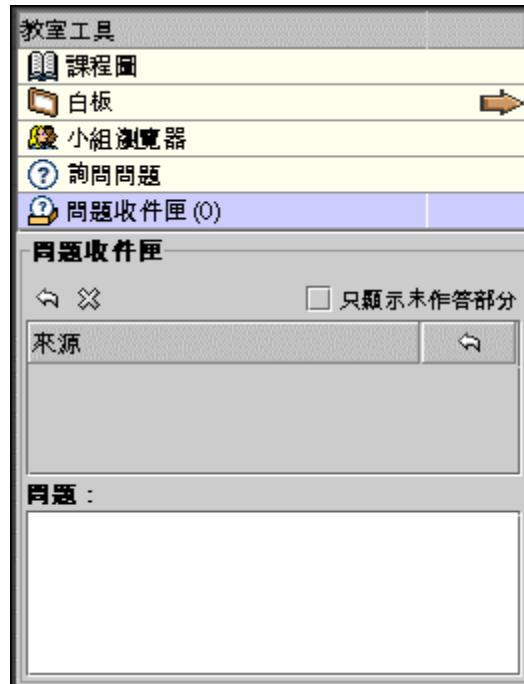 教室工具
課程圖
白板
小組瀏覽器
詢問問題
問題收件匣 (0)
問題收件匣
只顯示未作答部分
來源
問題：